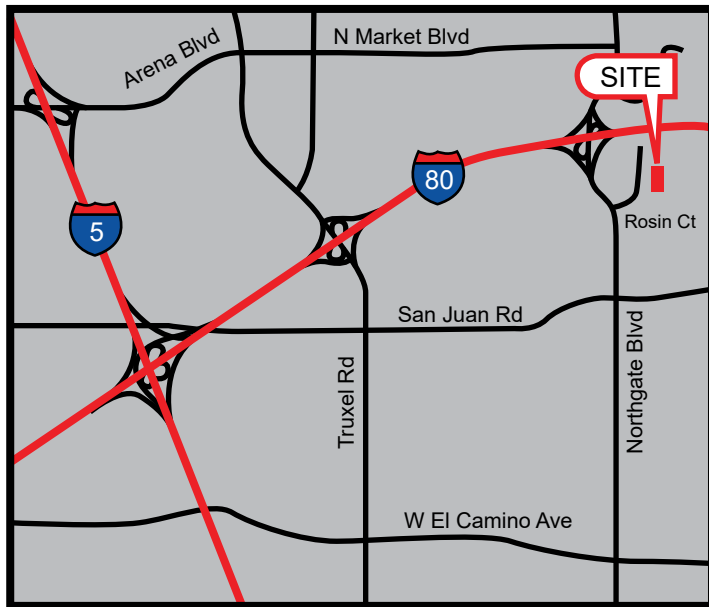 N Market Blvd
Arena Blvd
SITE
80
5
Rosin Ct
San Juan Rd
Truxel Rd
Northgate Blvd
W El Camino Ave